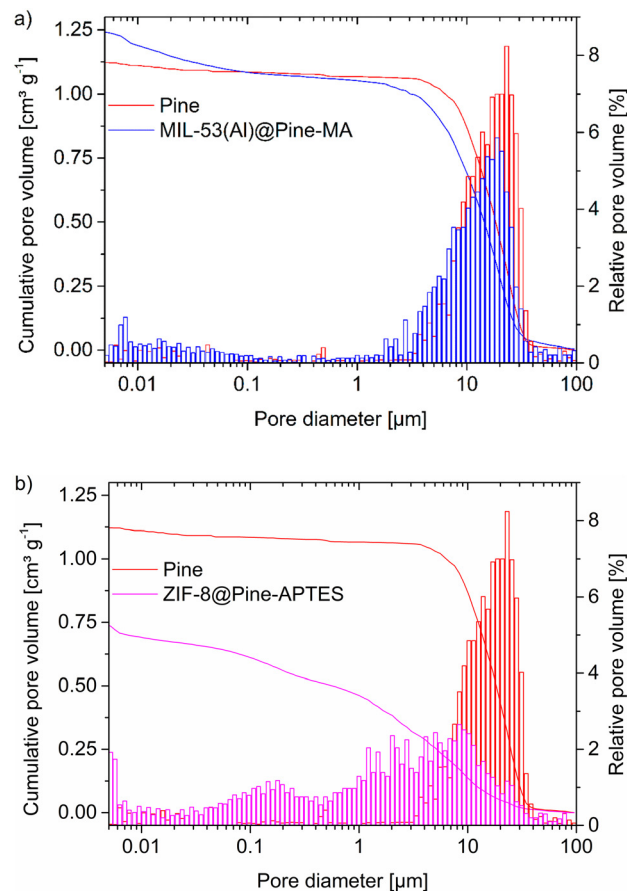 a)
Cumulative pore volume [cm³ g⁻¹]
1.25
1.00
0.75
0.50
0.25
0.00
Pine
MIL-53(Al)@Pine-MA
8
6
4
2
0
Relative pore volume [%]
0.01 0.1 1 10 100
Pore diameter [µm]
b)
Cumulative pore volume [cm³ g⁻¹]
1.25
1.00
0.75
0.50
0.25
0.00
Pine
ZIF-8@Pine-APTES
8
6
4
2
0
Relative pore volume [%]
0.01 0.1 1 10 100
Pore diameter [µm]